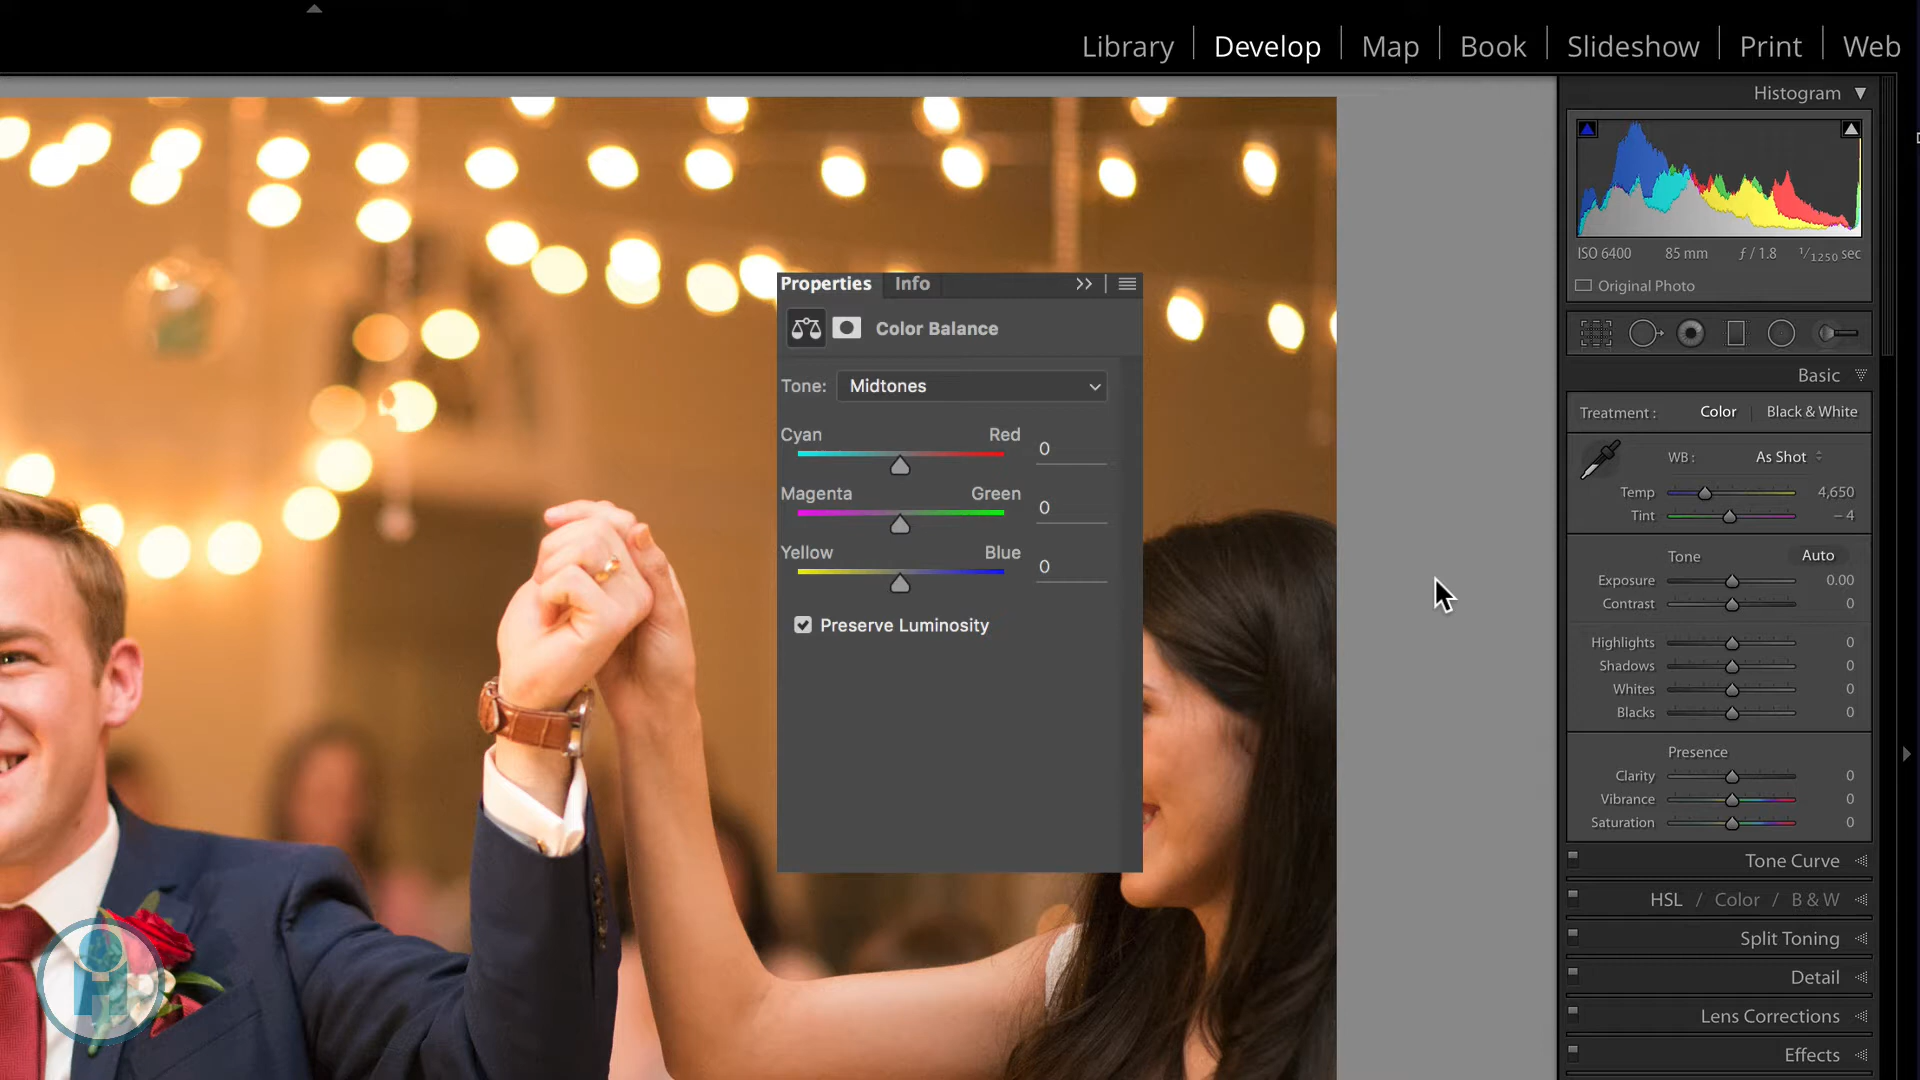 Library | Develop | Map | Book | Slideshow | Print | Web
Histogram
ISO 6400 85 mm ƒ / 1.8 1/1250 sec
Original Photo
Basic
Treatment : Color Black & White
WB : As Shot
Temp 4,650
Tint – 4
Tone Auto
Exposure 0.00
Contrast 0
Highlights 0
Shadows 0
Whites 0
Blacks 0
Presence
Clarity 0
Vibrance 0
Saturation 0
Tone Curve
HSL / Color / B & W
Split Toning
Detail
Lens Corrections
Effects
Properties Info
Color Balance
Tone: Midtones
Cyan Red 0
Magenta Green 0
Yellow Blue 0
Preserve Luminosity